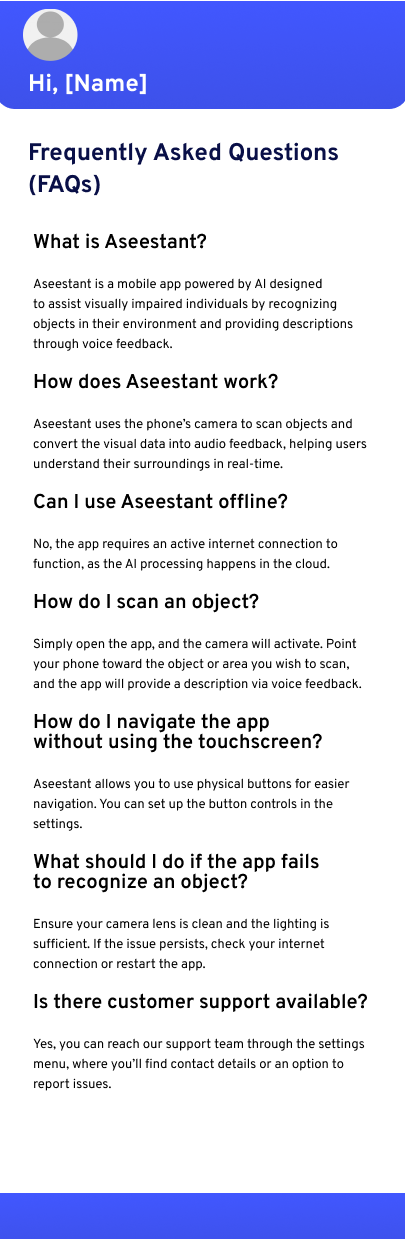 Hi, [Name]
Frequently Asked Questions
(FAQs)
What is Aseestant?
Aseestant is a mobile app powered by AI designed
to assist visually impaired individuals by recognizing
objects in their environment and providing descriptions
through voice feedback.
How does Aseestant work?
Aseestant uses the phone's camera to scan objects and
convert the visual data into audio feedback, helping users
understand their surroundings in real-time.
Can I use Aseestant offline?
No, the app requires an active internet connection to
function, as the AI processing happens in the cloud.
How do I scan an object?
Simply open the app, and the camera will activate. Point
your phone toward the object or area you wish to scan,
and the app will provide a description via voice feedback.
How do I navigate the app
without using the touchscreen?
Aseestant allows you to use physical buttons for easier
navigation. You can set up the button controls in the
settings.
What should I do if the app fails
to recognize an object?
Ensure your camera lens is clean and the lighting is
sufficient. If the issue persists, check your internet
connection or restart the app.
Is there customer support available?
Yes, you can reach our support team through the settings
menu, where you'll find contact details or an option to
report issues.